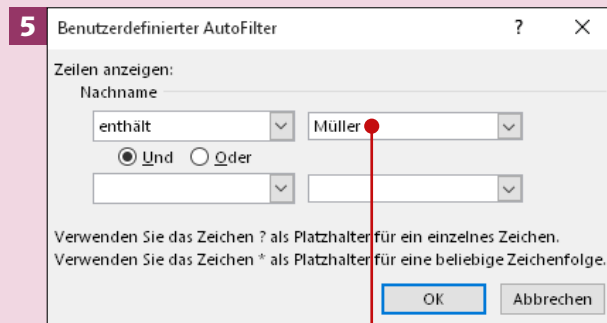 5
Benutzerdefinierter AutoFilter ?
Zeilen anzeigen:
Nachname
enthält Müller
Und Oder
Verwenden Sie das Zeichen ? als Platzhalter für ein einzelnes Zeichen.
Verwenden Sie das Zeichen * als Platzhalter für eine beliebige Zeichenfolge.
OK Abbrechen